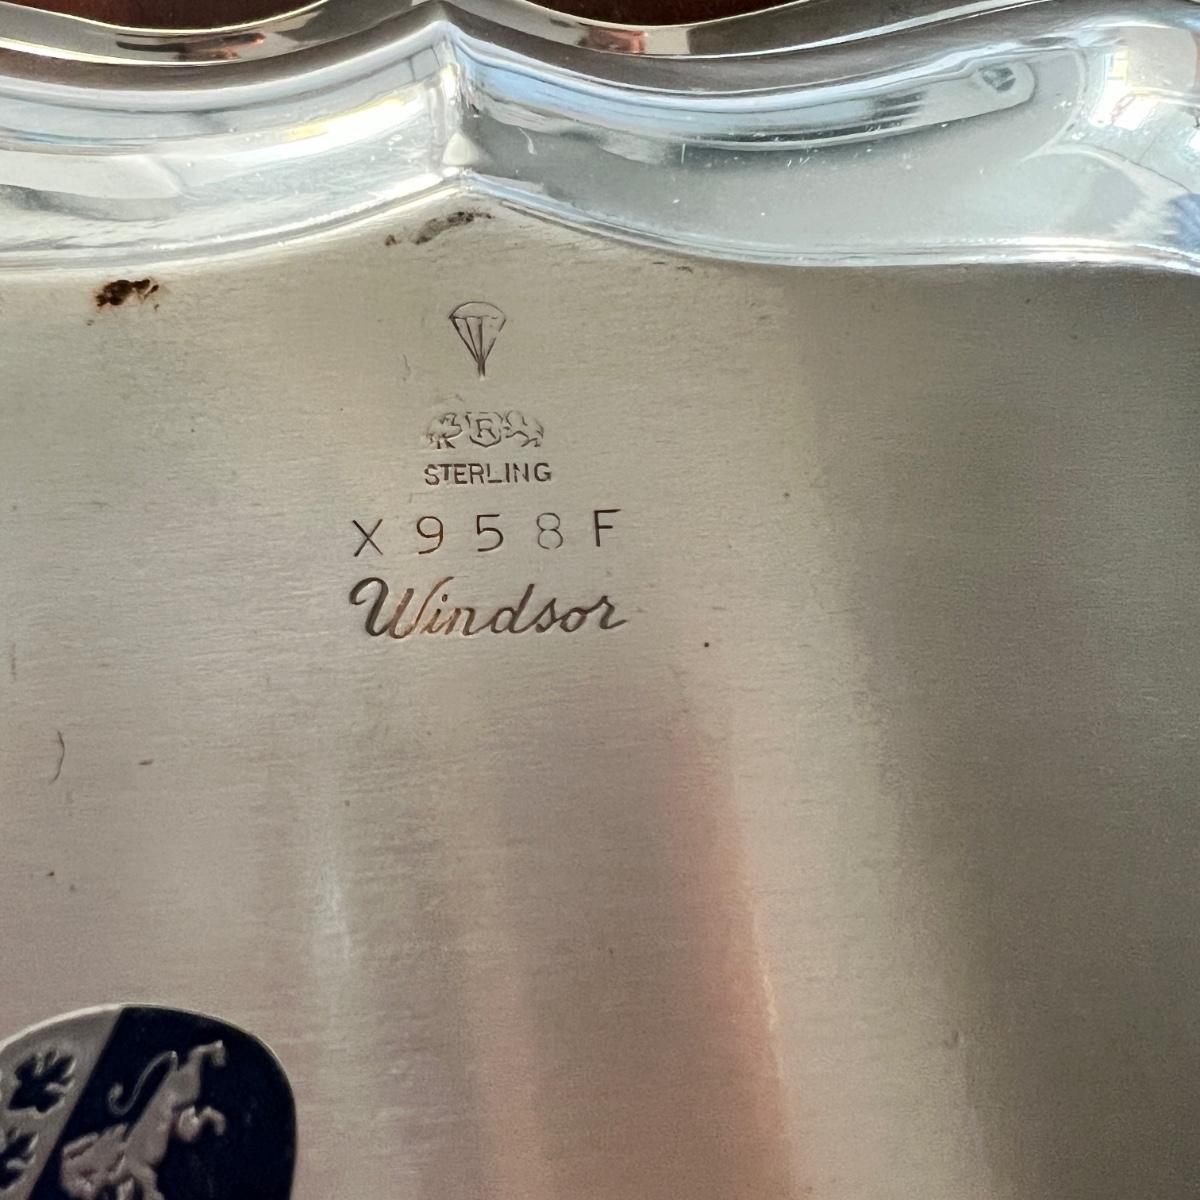 R
STERLING
X958F
Windsor